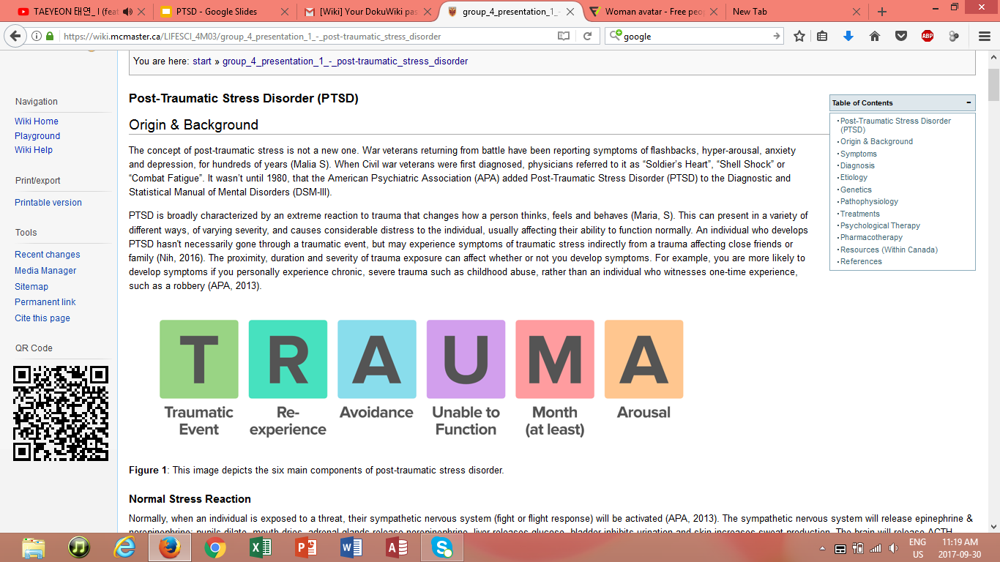 TAEYEON 태연_ I (feat
PTSD - Google Slides
[Wiki] Your DokuWiki pas
group_4_presentation_1_-
Woman avatar - Free peop
New Tab
https://wiki.mcmaster.ca/LIFESCI_4M03/group_4_presentation_1_-_post-traumatic_stress_disorder
google
ABP
You are here: start » group_4_presentation_1_-_post-traumatic_stress_disorder
Navigation
Wiki Home
Playground
Wiki Help
Print/export
Printable version
Tools
Recent changes
Media Manager
Sitemap
Permanent link
Cite this page
QR Code
Post-Traumatic Stress Disorder (PTSD)
Origin & Background
The concept of post-traumatic stress is not a new one. War veterans returning from battle have been reporting symptoms of flashbacks, hyper-arousal, anxiety
and depression, for hundreds of years (Malia S). When Civil war veterans were first diagnosed, physicians referred to it as “Soldier’s Heart”, “Shell Shock” or
“Combat Fatigue”. It wasn’t until 1980, that the American Psychiatric Association (APA) added Post-Traumatic Stress Disorder (PTSD) to the Diagnostic and
Statistical Manual of Mental Disorders (DSM-III).
PTSD is broadly characterized by an extreme reaction to trauma that changes how a person thinks, feels and behaves (Maria, S). This can present in a variety of
different ways, of varying severity, and causes considerable distress to the individual, usually affecting their ability to function normally. An individual who develops
PTSD hasn't necessarily gone through a traumatic event, but may experience symptoms of traumatic stress indirectly from a trauma affecting close friends or
family (Nih, 2016). The proximity, duration and severity of trauma exposure can affect whether or not you develop symptoms. For example, you are more likely to
develop symptoms if you personally experience chronic, severe trauma such as childhood abuse, rather than an individual who witnesses one-time experience,
such as a robbery (APA, 2013).
Table of Contents
Post-Traumatic Stress Disorder
(PTSD)
Origin & Background
Symptoms
Diagnosis
Etiology
Genetics
Pathophysiology
Treatments
Psychological Therapy
Pharmacotherapy
Resources (Within Canada)
References
T R A U M A
Traumatic Event
Re-experience
Avoidance
Unable to Function
Month (at least)
Arousal
Figure 1: This image depicts the six main components of post-traumatic stress disorder.
Normal Stress Reaction
Normally, when an individual is exposed to a threat, their sympathetic nervous system (fight or flight response) will be activated (APA, 2013). The sympathetic nervous system will release epinephrine &
norepinephrine: pupils dilate, mouth dries, adrenal glands release norepinephrine, liver releases glucose, bladder inhibits urination and skin increases sweat production. The brain will release ACTH
ENG
US
11:19 AM
2017-09-30